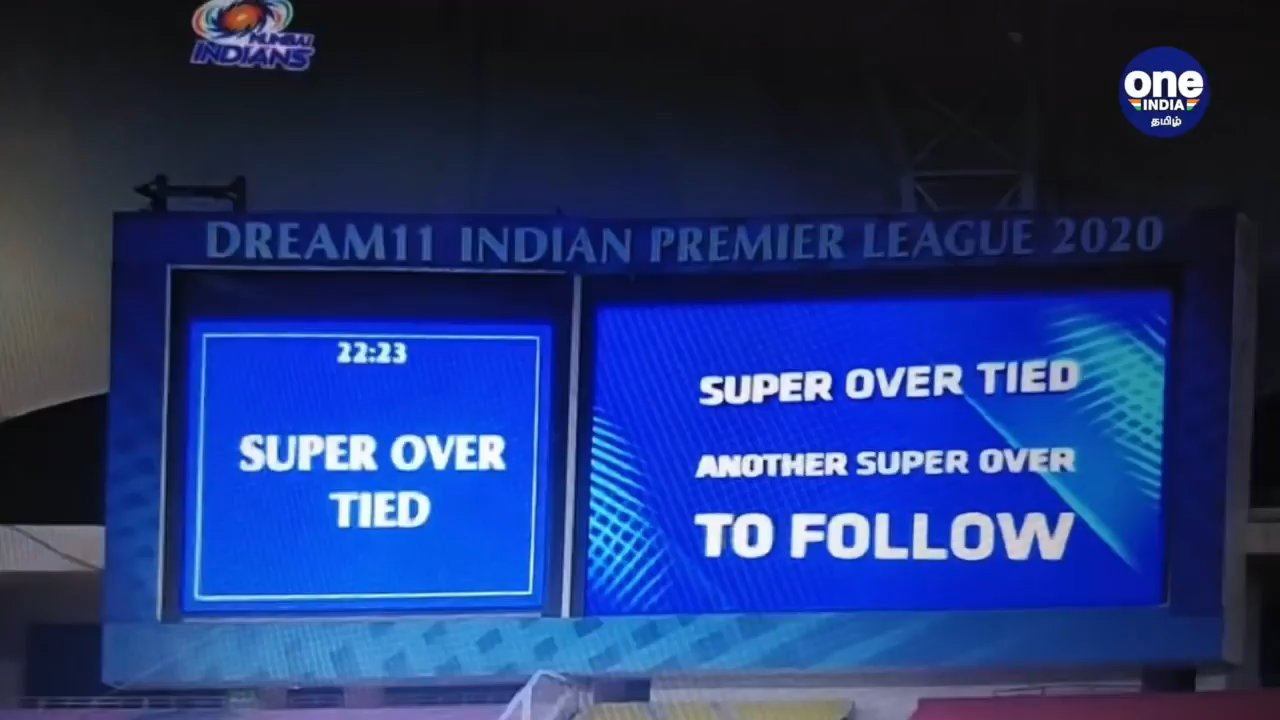 MUMBAI
INDIANS
one
INDIA
தமிழ்
DREAM11 INDIAN PREMIER LEAGUE 2020
22:23
SUPER OVER
TIED
SUPER OVER TIED
ANOTHER SUPER OVER
TO FOLLOW